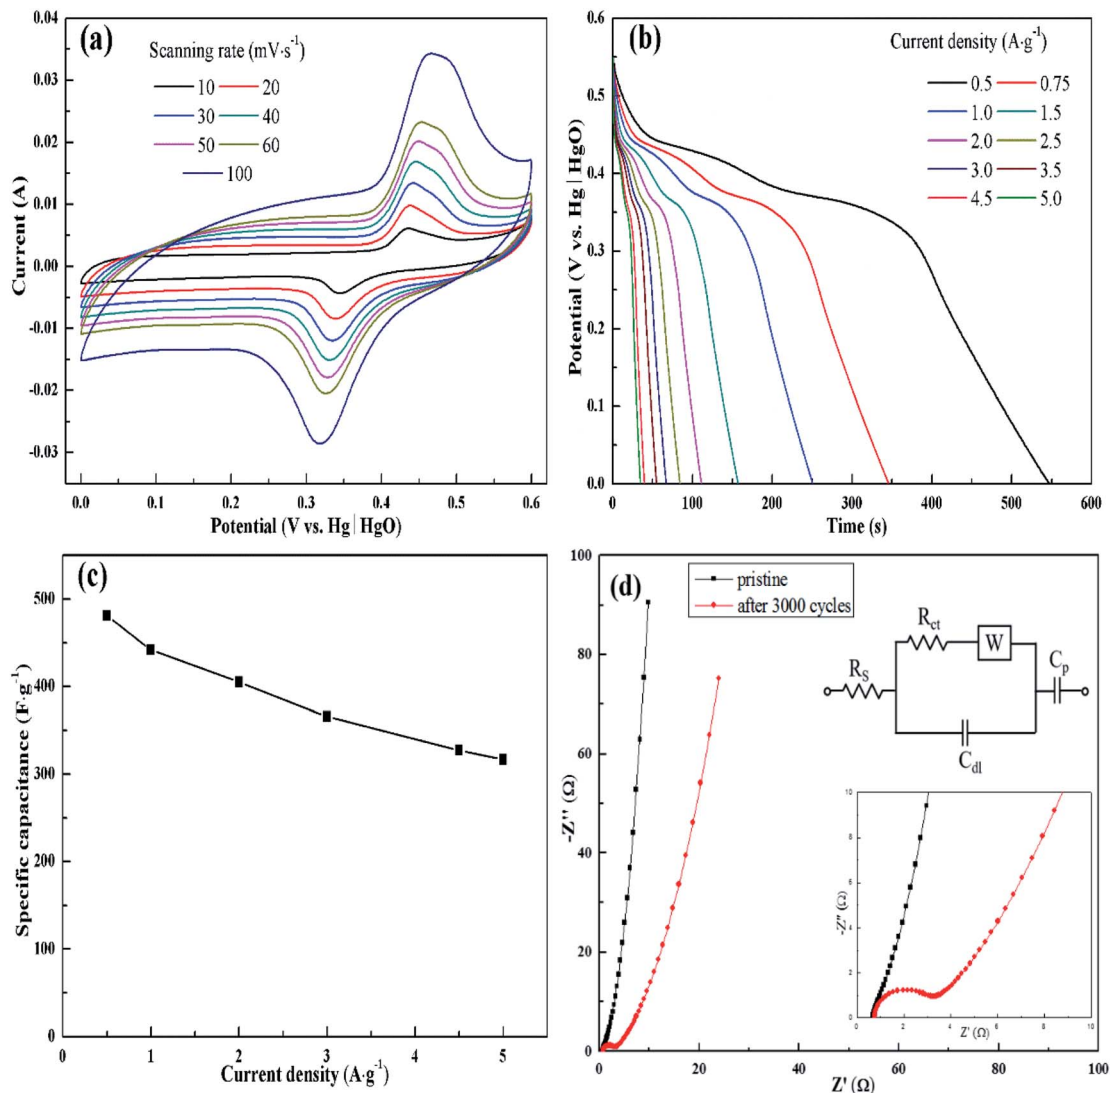 (a)
Scanning rate (mV·s⁻¹)
10 20
30 40
50 60
100
0.04
0.03
0.02
0.01
0.00
-0.01
-0.02
-0.03
Current (A)
0.0 0.1 0.2 0.3 0.4 0.5 0.6
Potential (V vs. Hg|HgO)
(b)
Current density (A·g⁻¹)
0.5 0.75
1.0 1.5
2.0 2.5
3.0 3.5
4.5 5.0
0.6
0.5
0.4
0.3
0.2
0.1
0.0
Potential (V vs. Hg|HgO)
0 100 200 300 400 500 600
Time (s)
(c)
500
400
300
200
100
0
Specific capacitance (F·g⁻¹)
0 1 2 3 4 5
Current density (A·g⁻¹)
(d)
pristine
after 3000 cycles
100
80
60
40
20
0
-Z'' (Ω)
0 20 40 60 80 100
Z' (Ω)
R_S
R_ct
W
C_p
C_dl
10
8
6
4
2
0
-Z'' (Ω)
0 2 4 6 8 10
Z' (Ω)